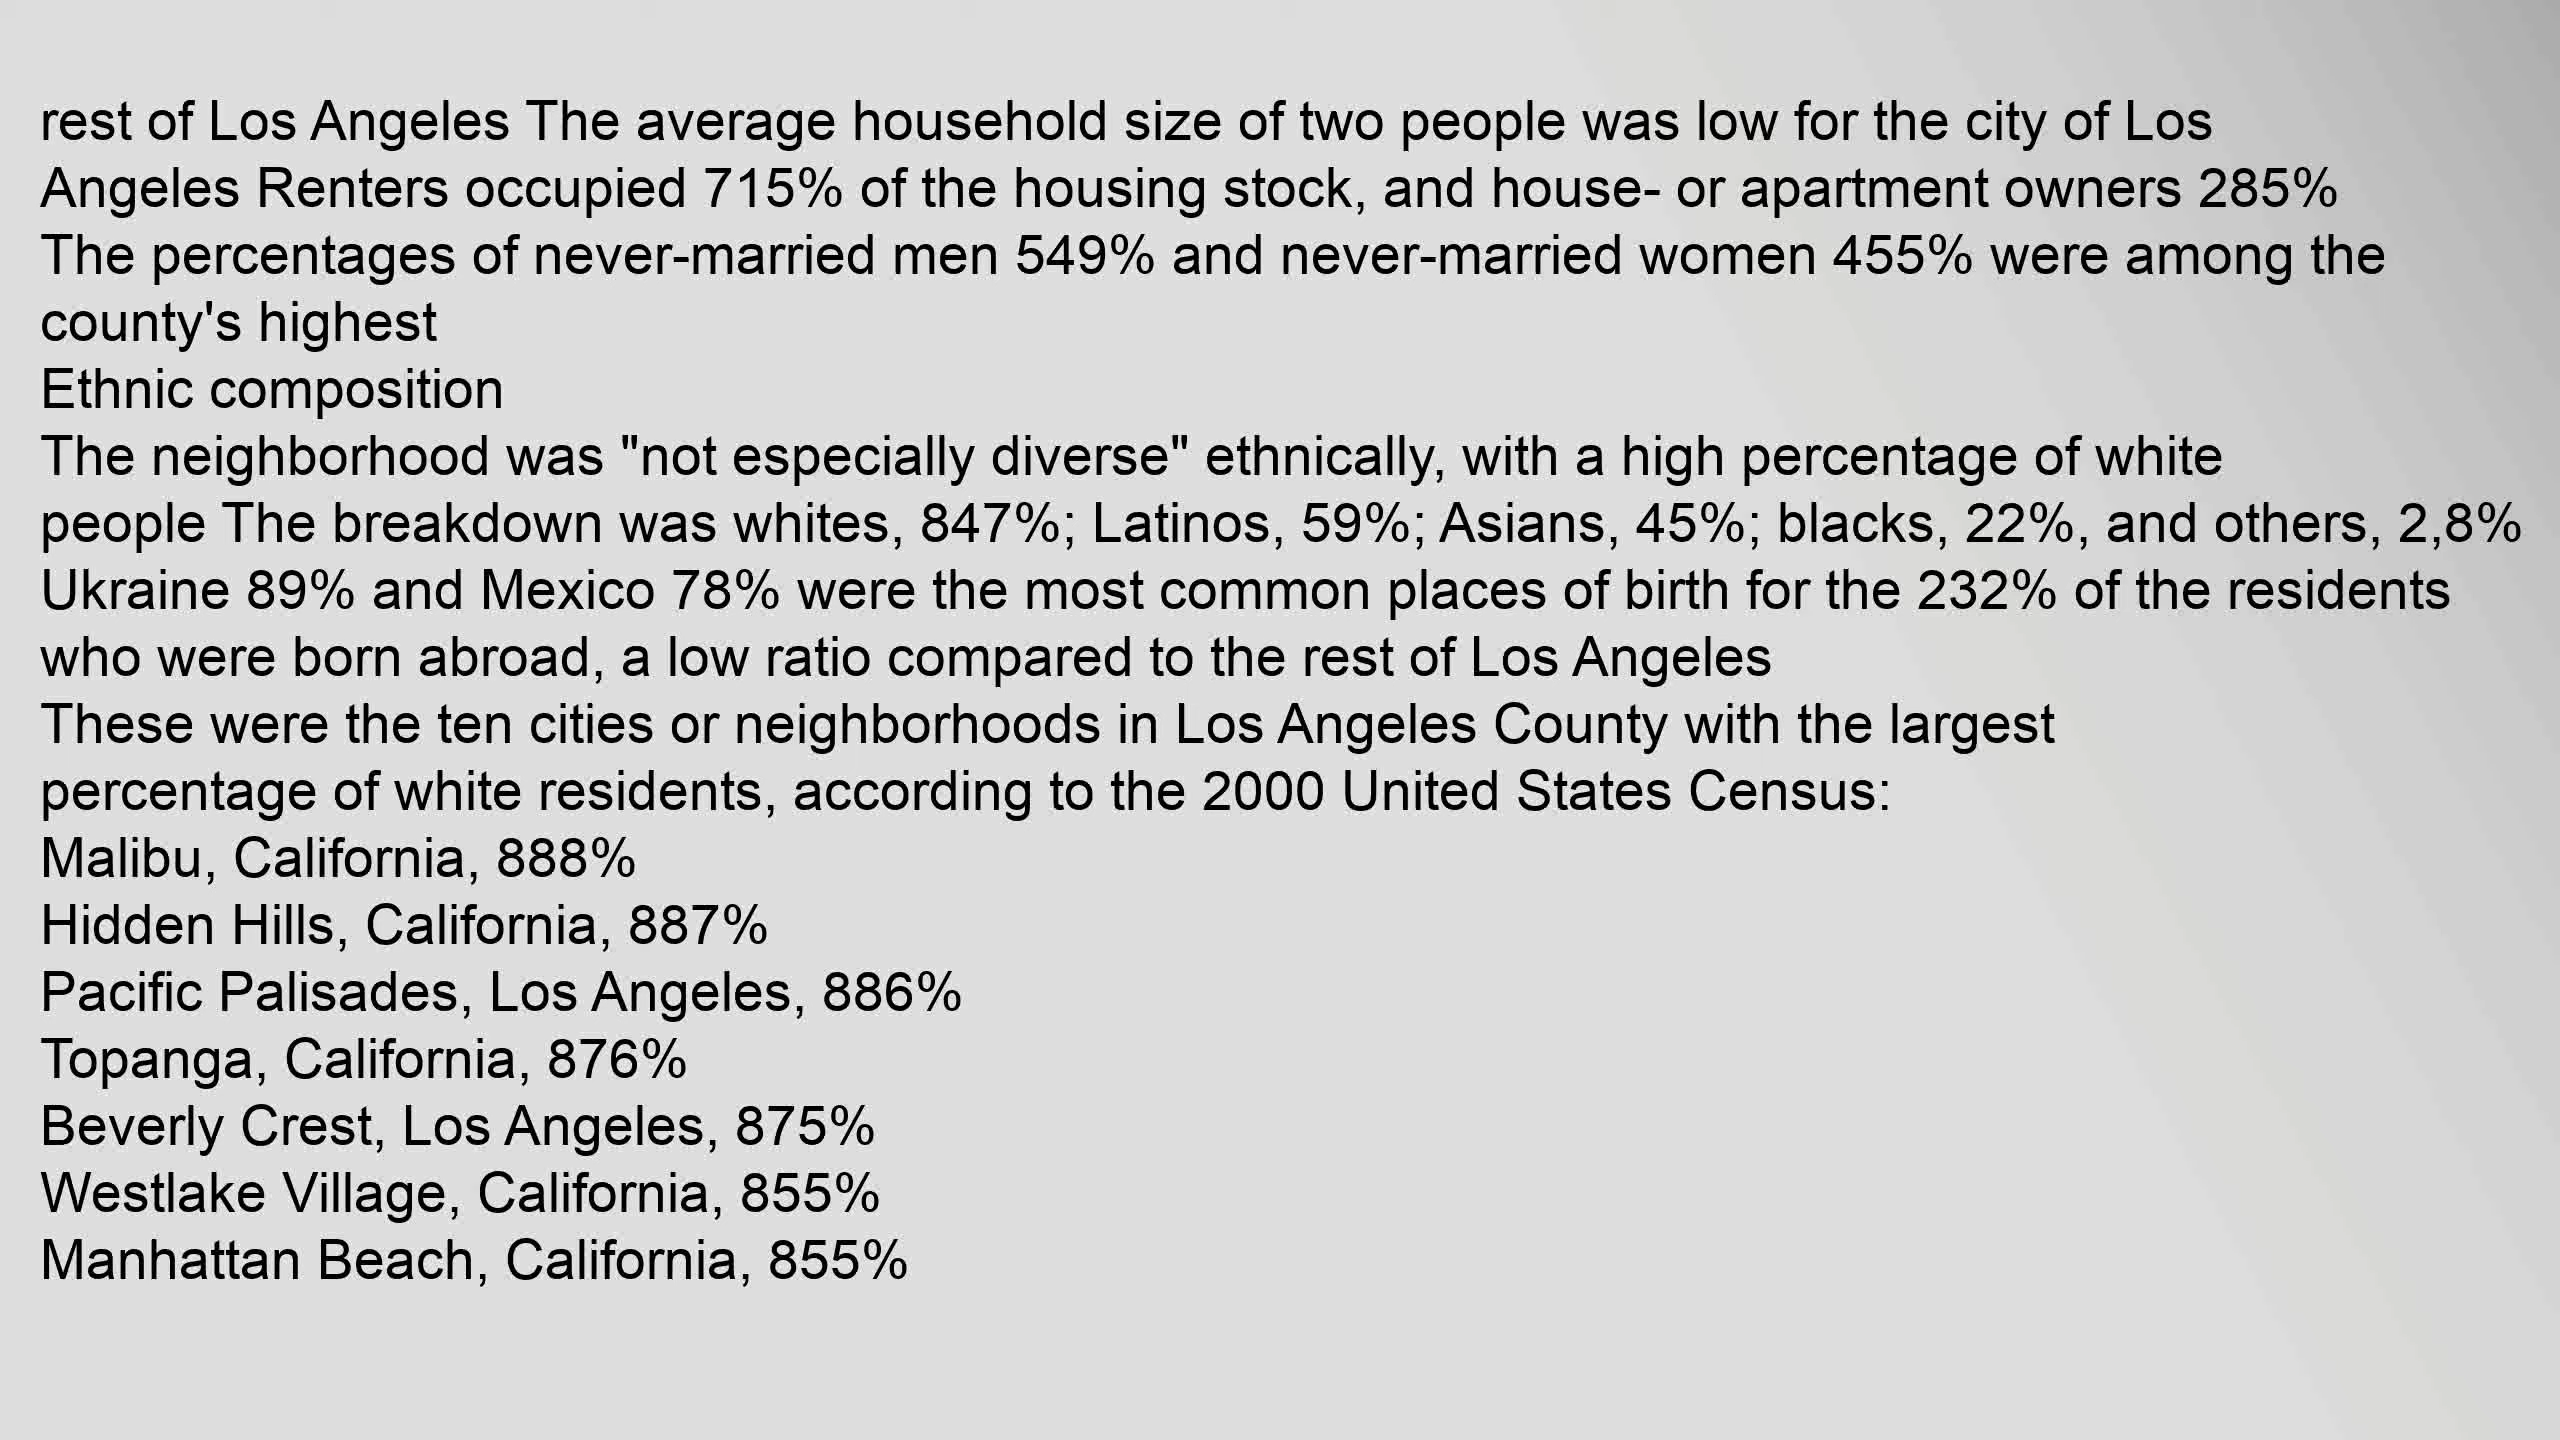 rest of Los Angeles The average household size of two people was low for the city of Los
Angeles Renters occupied 715% of the housing stock, and house- or apartment owners 285%
The percentages of never-married men 549% and never-married women 455% were among the
county's highest
Ethnic composition
The neighborhood was "not especially diverse" ethnically, with a high percentage of white
people The breakdown was whites, 847%; Latinos, 59%; Asians, 45%; blacks, 22%, and others, 2,8%
Ukraine 89% and Mexico 78% were the most common places of birth for the 232% of the residents
who were born abroad, a low ratio compared to the rest of Los Angeles
These were the ten cities or neighborhoods in Los Angeles County with the largest
percentage of white residents, according to the 2000 United States Census:
Malibu, California, 888%
Hidden Hills, California, 887%
Pacific Palisades, Los Angeles, 886%
Topanga, California, 876%
Beverly Crest, Los Angeles, 875%
Westlake Village, California, 855%
Manhattan Beach, California, 855%